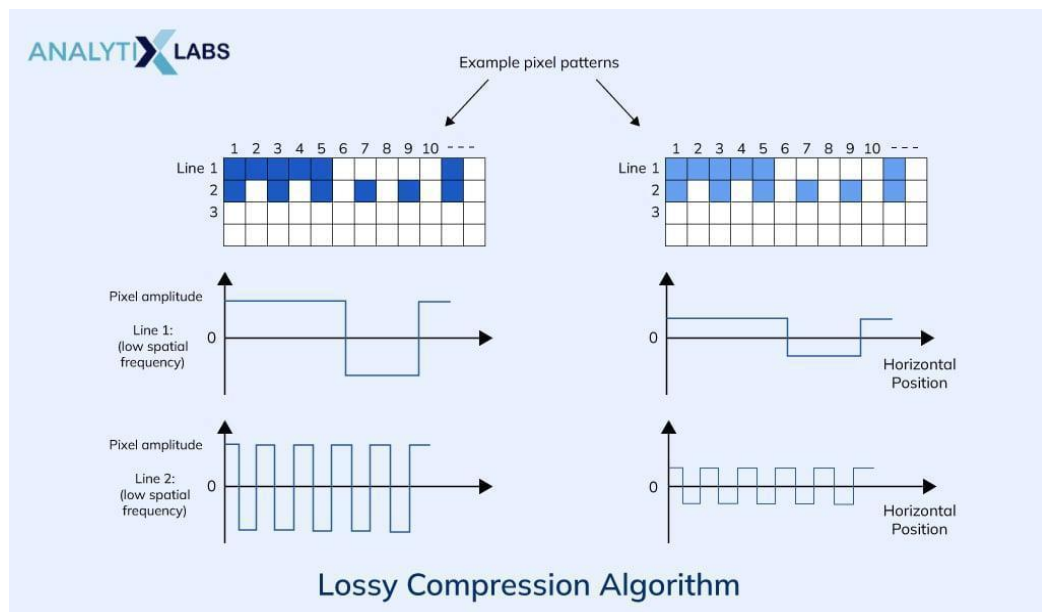 ANALYTIX LABS
Example pixel patterns
1 2 3 4 5 6 7 8 9 10 ---
Line 1
2
3
1 2 3 4 5 6 7 8 9 10 ---
Line 1
2
3
Pixel amplitude
Line 1:
(low spatial
frequency)
0
0
Horizontal
Position
Pixel amplitude
Line 2:
(low spatial
frequency)
0
0
Horizontal
Position
Lossy Compression Algorithm